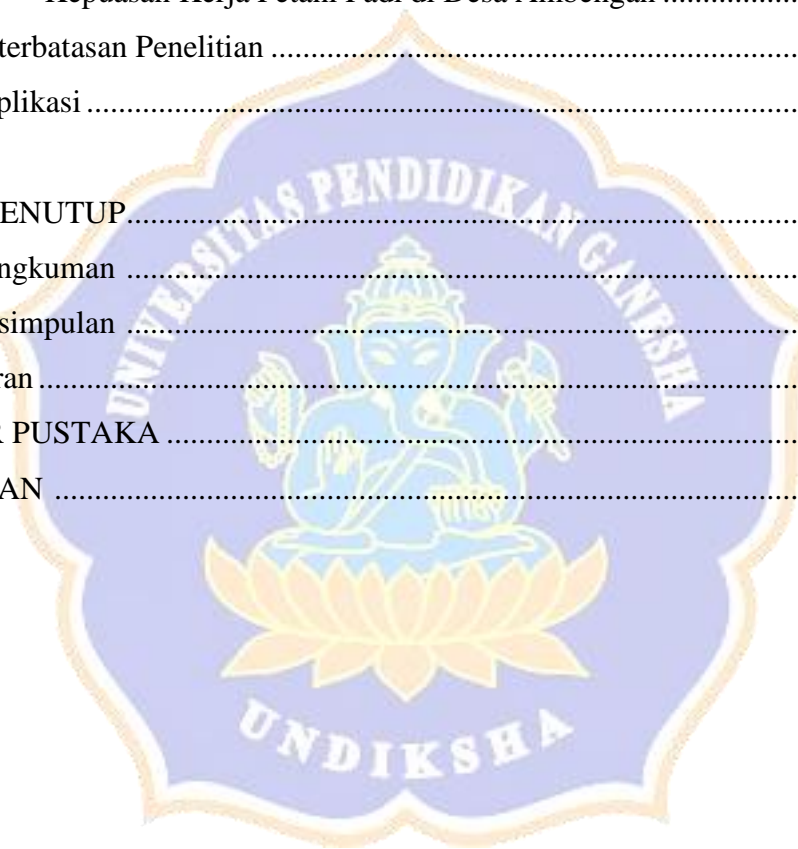 Kepuasan Kerja Petani Padi di Desa Ambengan ................
terbatasan Penelitian ................
plikasi ................
ENUTUP................
ngkuman ................
simpulan ................
ran ................
R PUSTAKA ................
AN ................
UNIVERSITAS PENDIDIKAN GANESHA
UNDIKSHA